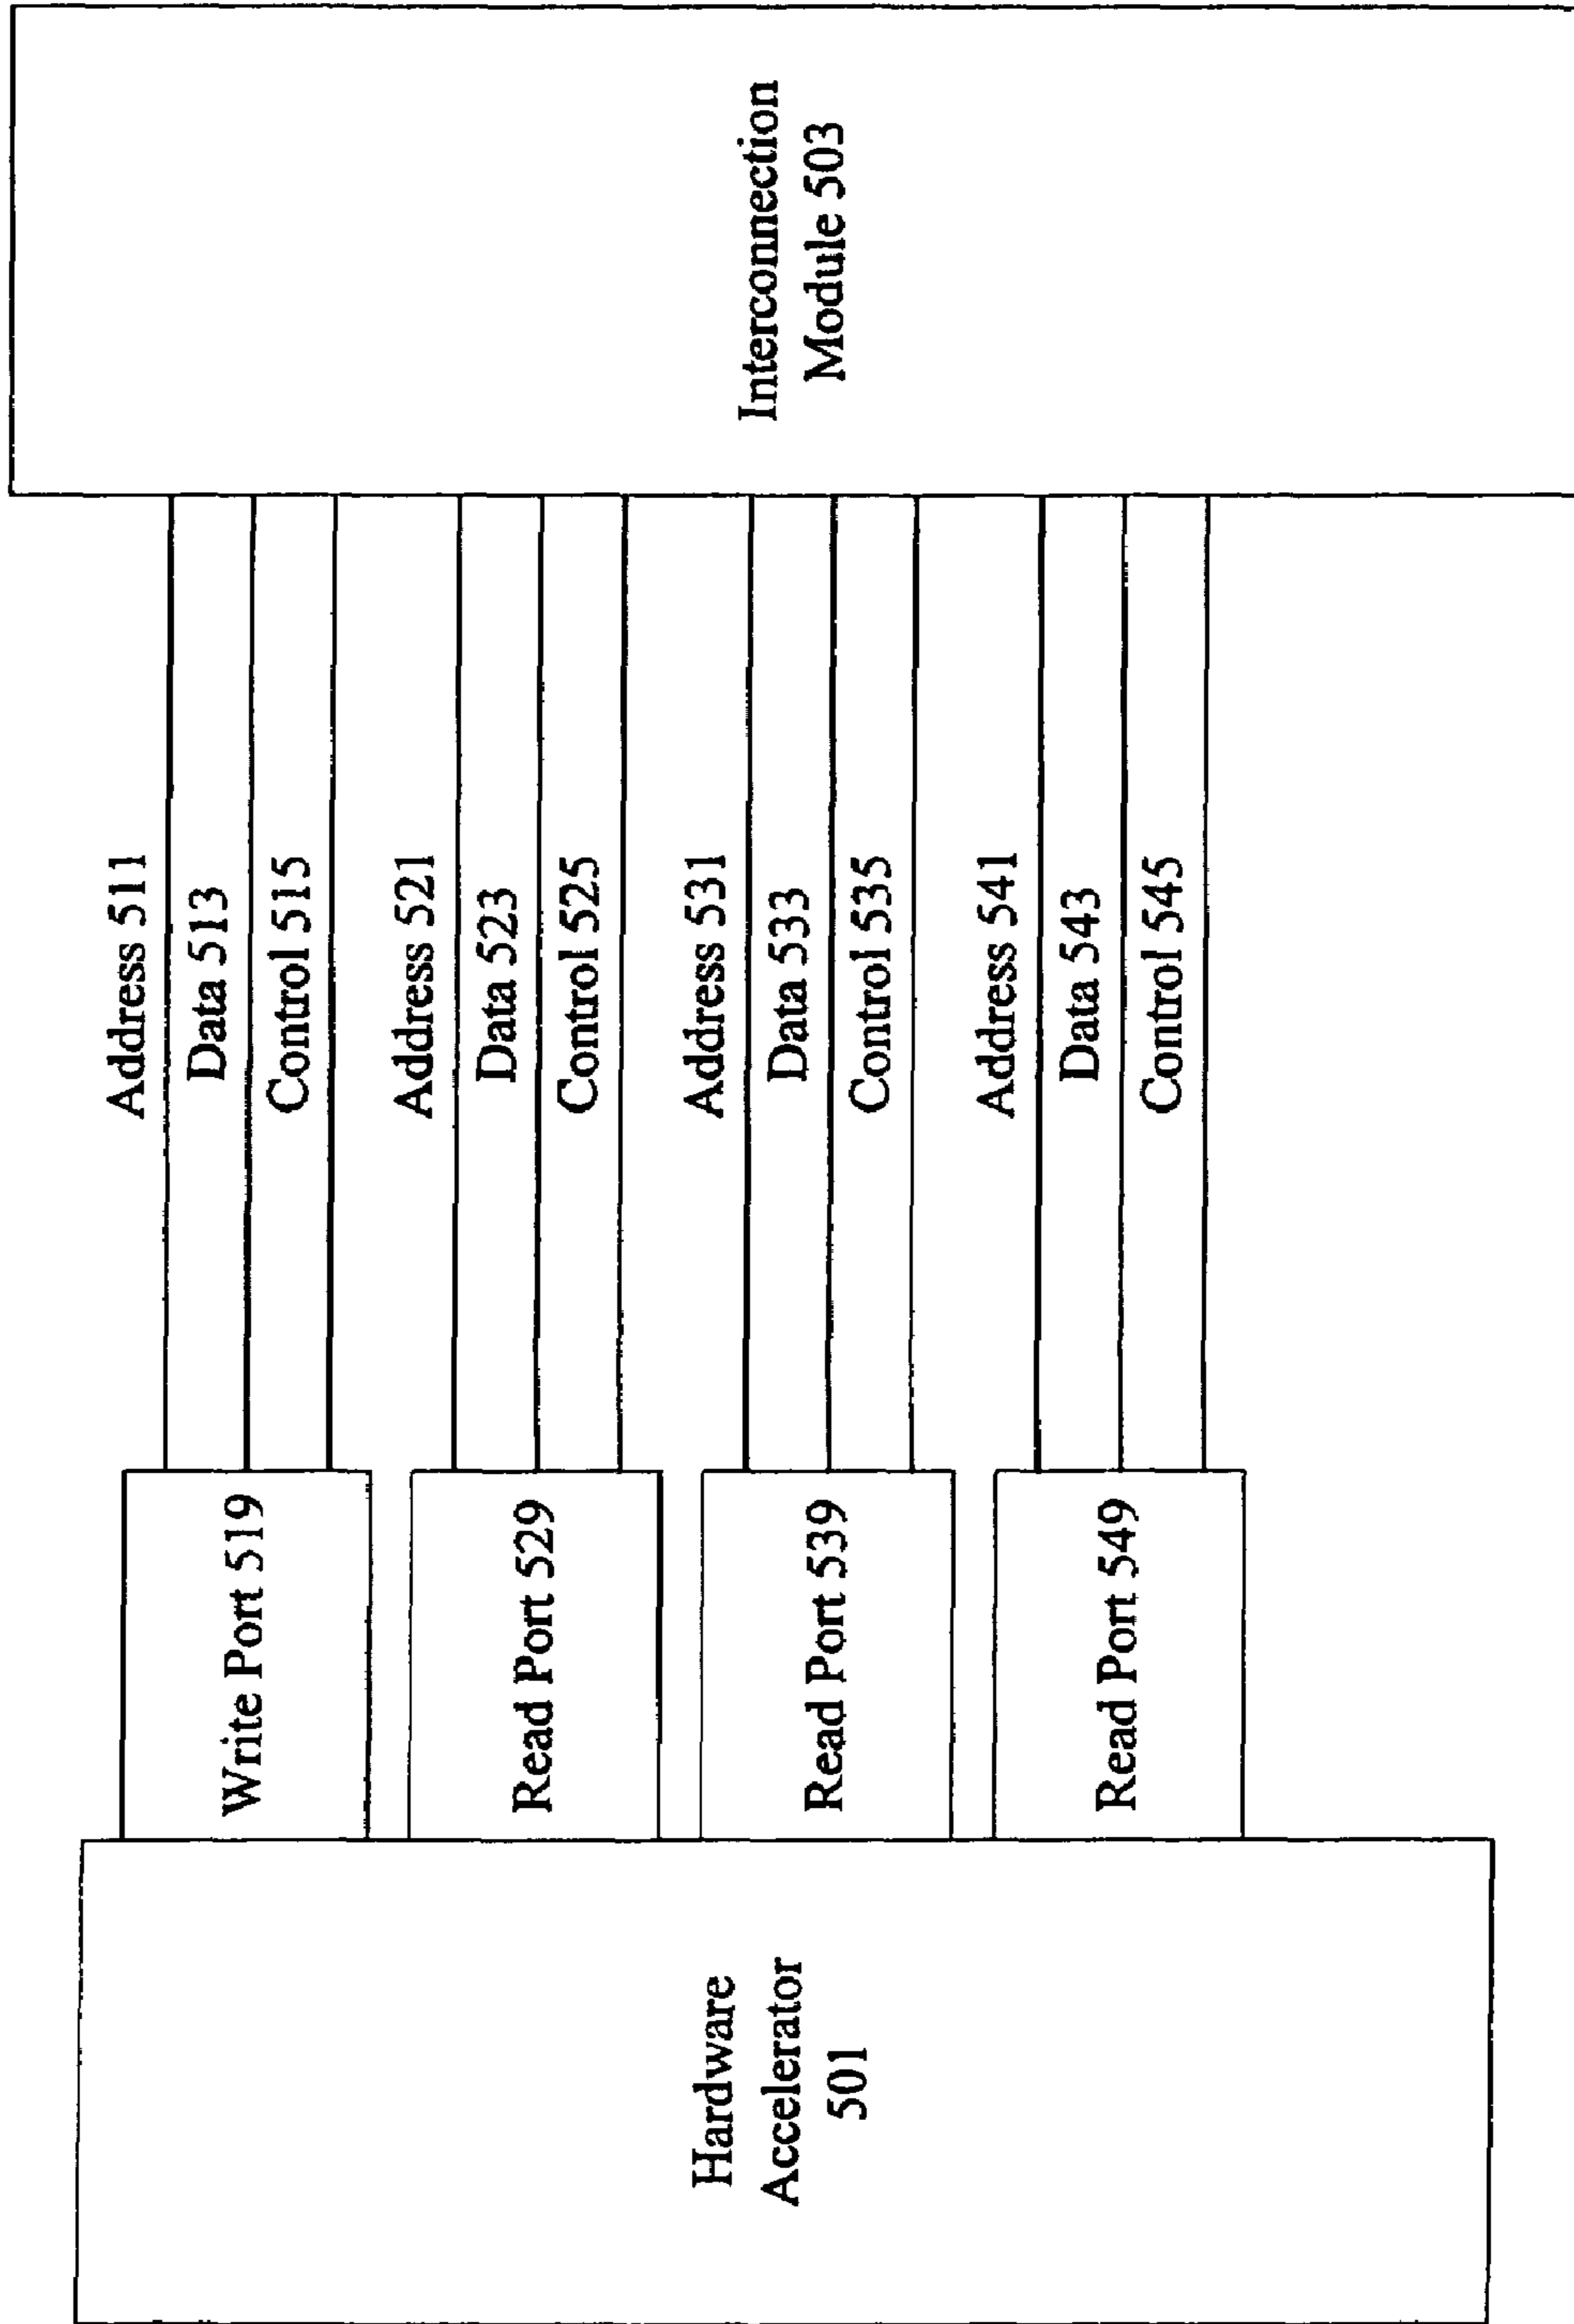 Hardware
Accelerator
501
Write Port 519
Read Port 529
Read Port 539
Read Port 549
Address 511
Data 513
Control 515
Address 521
Data 523
Control 525
Address 531
Data 533
Control 535
Address 541
Data 543
Control 545
Interconnection
Module 503